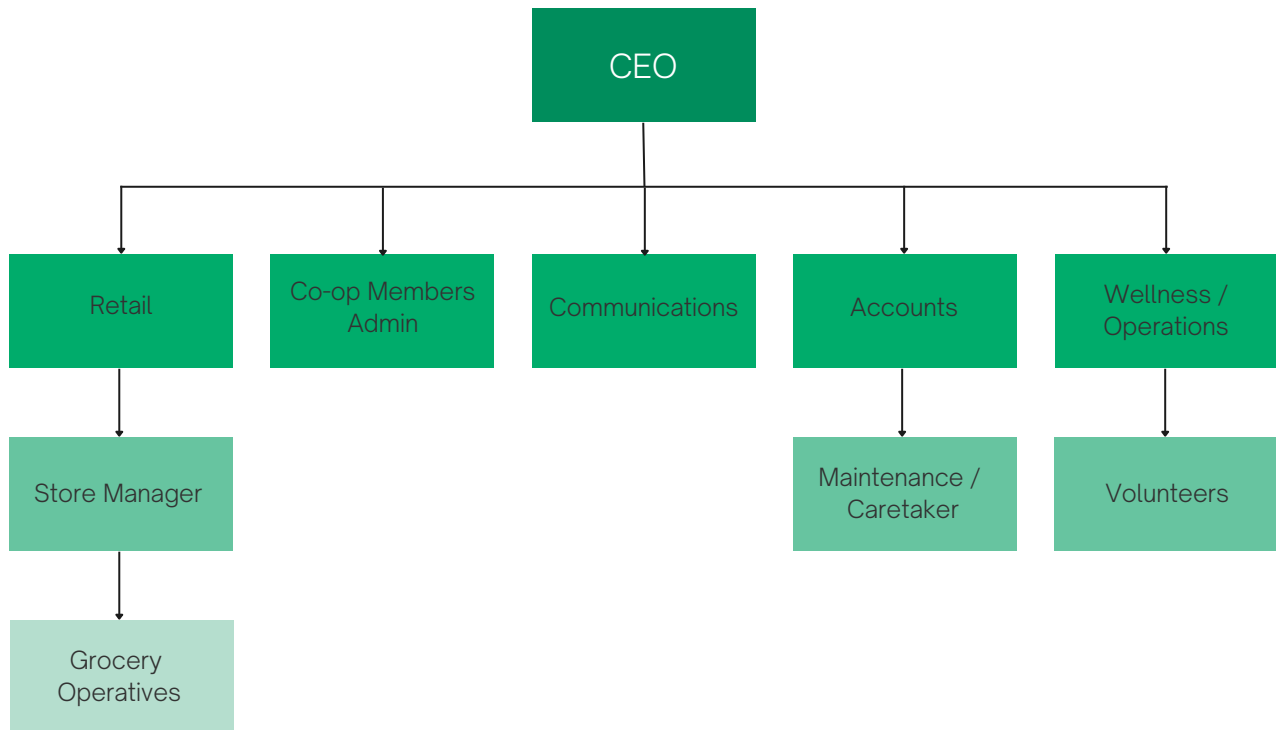 CEO
Retail
Co-op Members
Admin
Communications
Accounts
Wellness /
Operations
Store Manager
Maintenance /
Caretaker
Volunteers
Grocery
Operatives